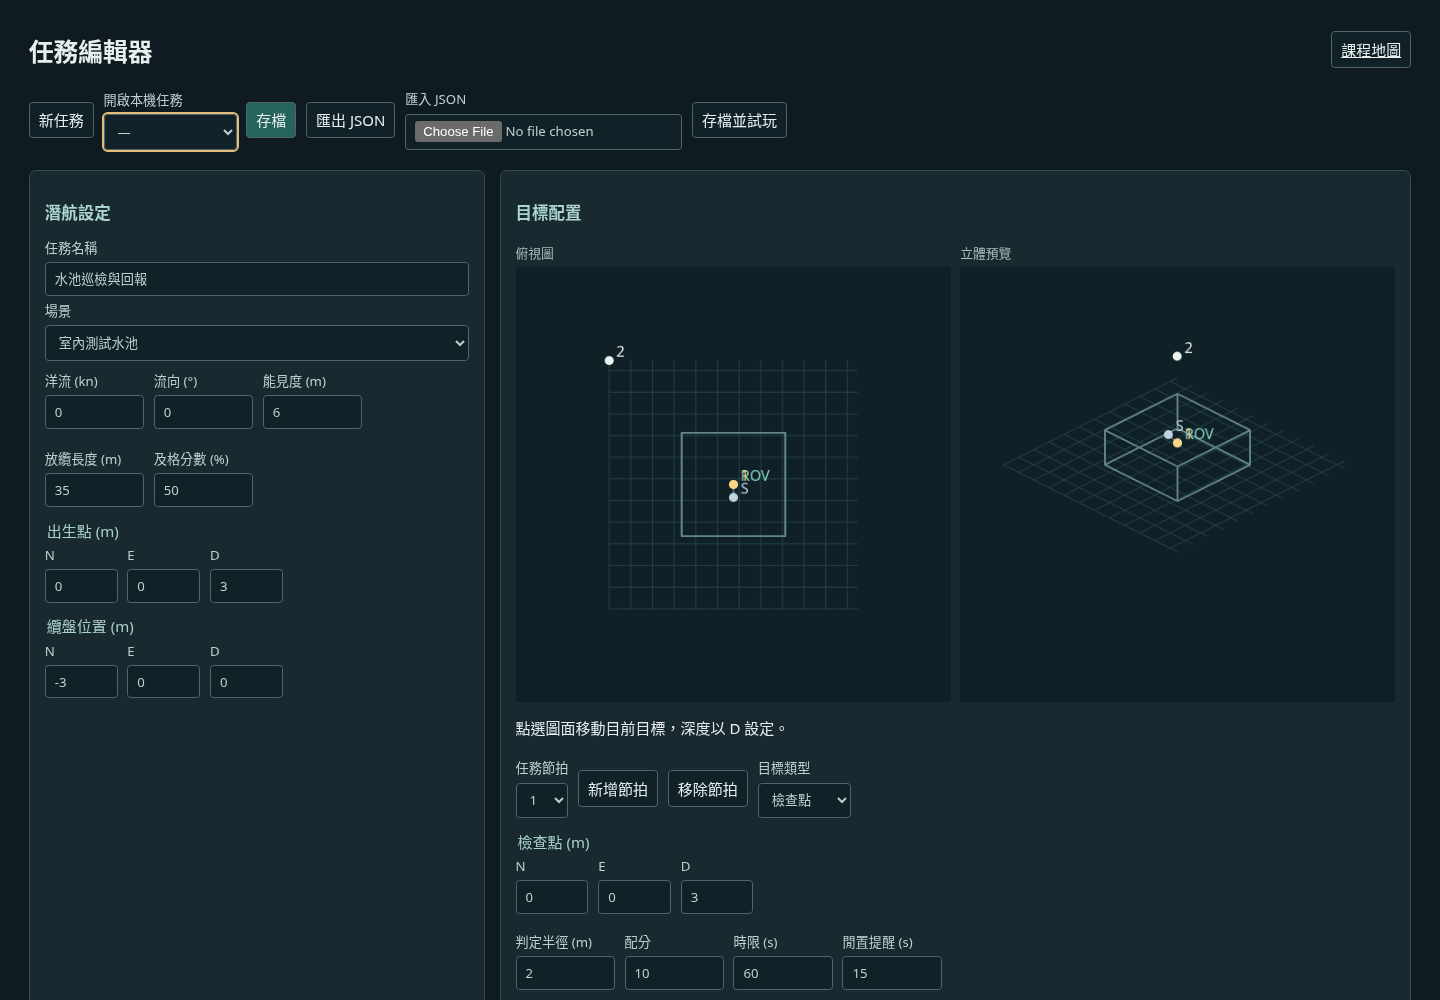 任務編輯器
課程地圖
新任務
開啟本機任務
—
存檔
匯出 JSON
匯入 JSON
Choose File No file chosen
存檔並試玩
潛航設定
任務名稱
水池巡檢與回報
場景
室內測試水池
洋流 (kn) 流向 (°) 能見度 (m)
0 0 6
放纜長度 (m) 及格分數 (%)
35 50
出生點 (m)
N E D
0 0 3
纜盤位置 (m)
N E D
-3 0 0
目標配置
俯視圖
2
ROV
S
立體預覽
2
S
ROV
點選圖面移動目前目標，深度以 D 設定。
任務節拍
1
新增節拍
移除節拍
目標類型
檢查點
檢查點 (m)
N E D
0 0 3
判定半徑 (m) 配分 時限 (s) 閒置提醒 (s)
2 10 60 15